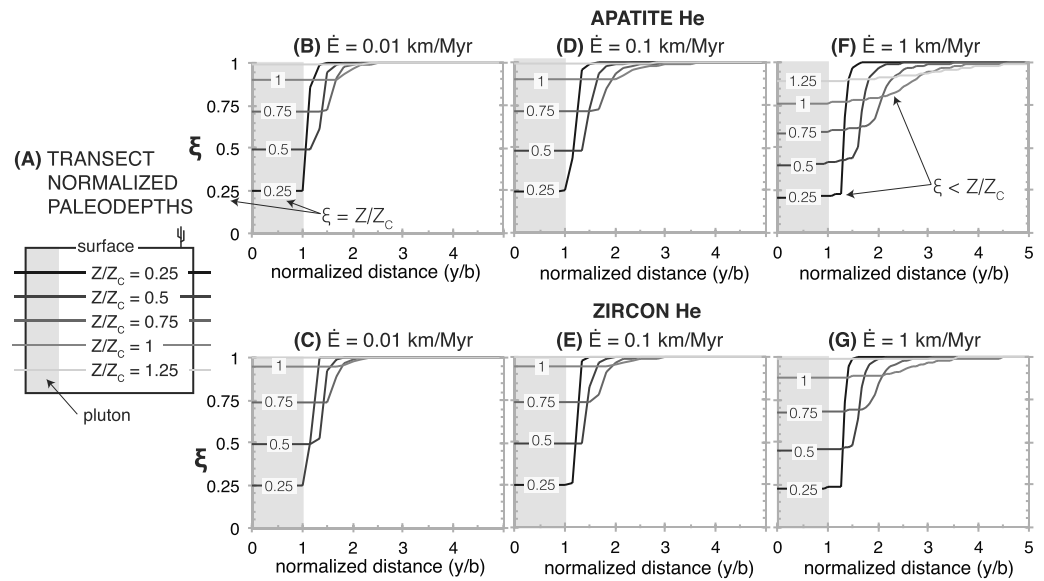 APATITE He
(B) Ė = 0.01 km/Myr
(D) Ė = 0.1 km/Myr
(F) Ė = 1 km/Myr
(A) TRANSECT
NORMALIZED
PALEODEPTHS
surface
Z/Z_C = 0.25
Z/Z_C = 0.5
Z/Z_C = 0.75
Z/Z_C = 1
Z/Z_C = 1.25
pluton
ξ
1
0.75
0.5
0.25
0
1
0.75
0.5
0.25
ξ = Z/Z_C
0 1 2 3 4
normalized distance (y/b)
1
0.75
0.5
0.25
0 1 2 3 4
normalized distance (y/b)
1.25
1
0.75
0.5
0.25
ξ < Z/Z_C
0 1 2 3 4 5
normalized distance (y/b)
ZIRCON He
(C) Ė = 0.01 km/Myr
(E) Ė = 0.1 km/Myr
(G) Ė = 1 km/Myr
ξ
1
0.75
0.5
0.25
0
1
0.75
0.5
0.25
0 1 2 3 4
normalized distance (y/b)
1
0.75
0.5
0.25
0 1 2 3 4
normalized distance (y/b)
1
0.75
0.5
0.25
0 1 2 3 4 5
normalized distance (y/b)